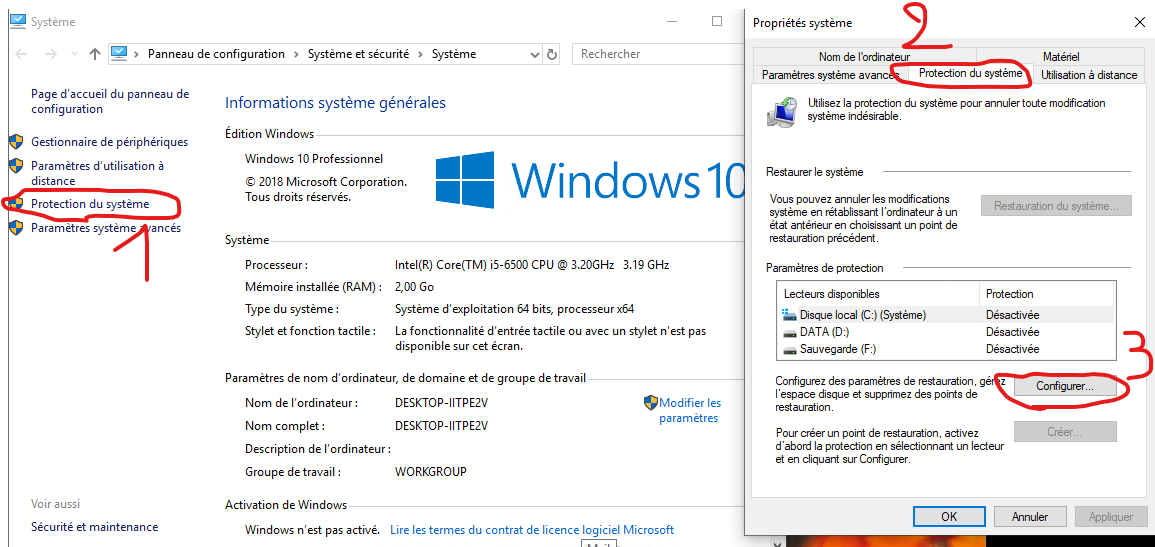 Système
Panneau de configuration > Système et sécurité > Système
Rechercher
Page d'accueil du panneau de
configuration
Gestionnaire de périphériques
Paramètres d'utilisation à
distance
Protection du système
Paramètres système avancés
1
Voir aussi
Sécurité et maintenance
Informations système générales
Édition Windows
Windows 10 Professionnel
© 2018 Microsoft Corporation.
Tous droits réservés.
Windows 10
Système
Processeur : Intel(R) Core(TM) i5-6500 CPU @ 3.20GHz 3.19 GHz
Mémoire installée (RAM) : 2,00 Go
Type du système : Système d'exploitation 64 bits, processeur x64
Stylet et fonction tactile : La fonctionnalité d'entrée tactile ou avec un stylet n'est pas
disponible sur cet écran.
Paramètres de nom d'ordinateur, de domaine et de groupe de travail
Nom de l'ordinateur : DESKTOP-IITPE2V
Modifier les
paramètres
Nom complet : DESKTOP-IITPE2V
Description de l'ordinateur :
Groupe de travail : WORKGROUP
Activation de Windows
Windows n'est pas activé. Lire les termes du contrat de licence logiciel Microsoft
Propriétés système
2
Nom de l'ordinateur
Matériel
Paramètres système avancés
Protection du système
Utilisation à distance
Utilisez la protection du système pour annuler toute modification
système indésirable.
Restaurer le système
Vous pouvez annuler les modifications
système en rétablissant l'ordinateur à un
état antérieur en choisissant un point de
restauration précédent.
Restauration du système...
Paramètres de protection
Lecteurs disponibles Protection
Disque local (C:) (Système) Désactivée
DATA (D:) Désactivée
Sauvegarde (F:) Désactivée
3
Configurez des paramètres de restauration, gérez
l'espace disque et supprimez des points de
restauration.
Configurer...
Pour créer un point de restauration, activez
d'abord la protection en sélectionnant un lecteur
et en cliquant sur Configurer.
Créer...
OK Annuler Appliquer